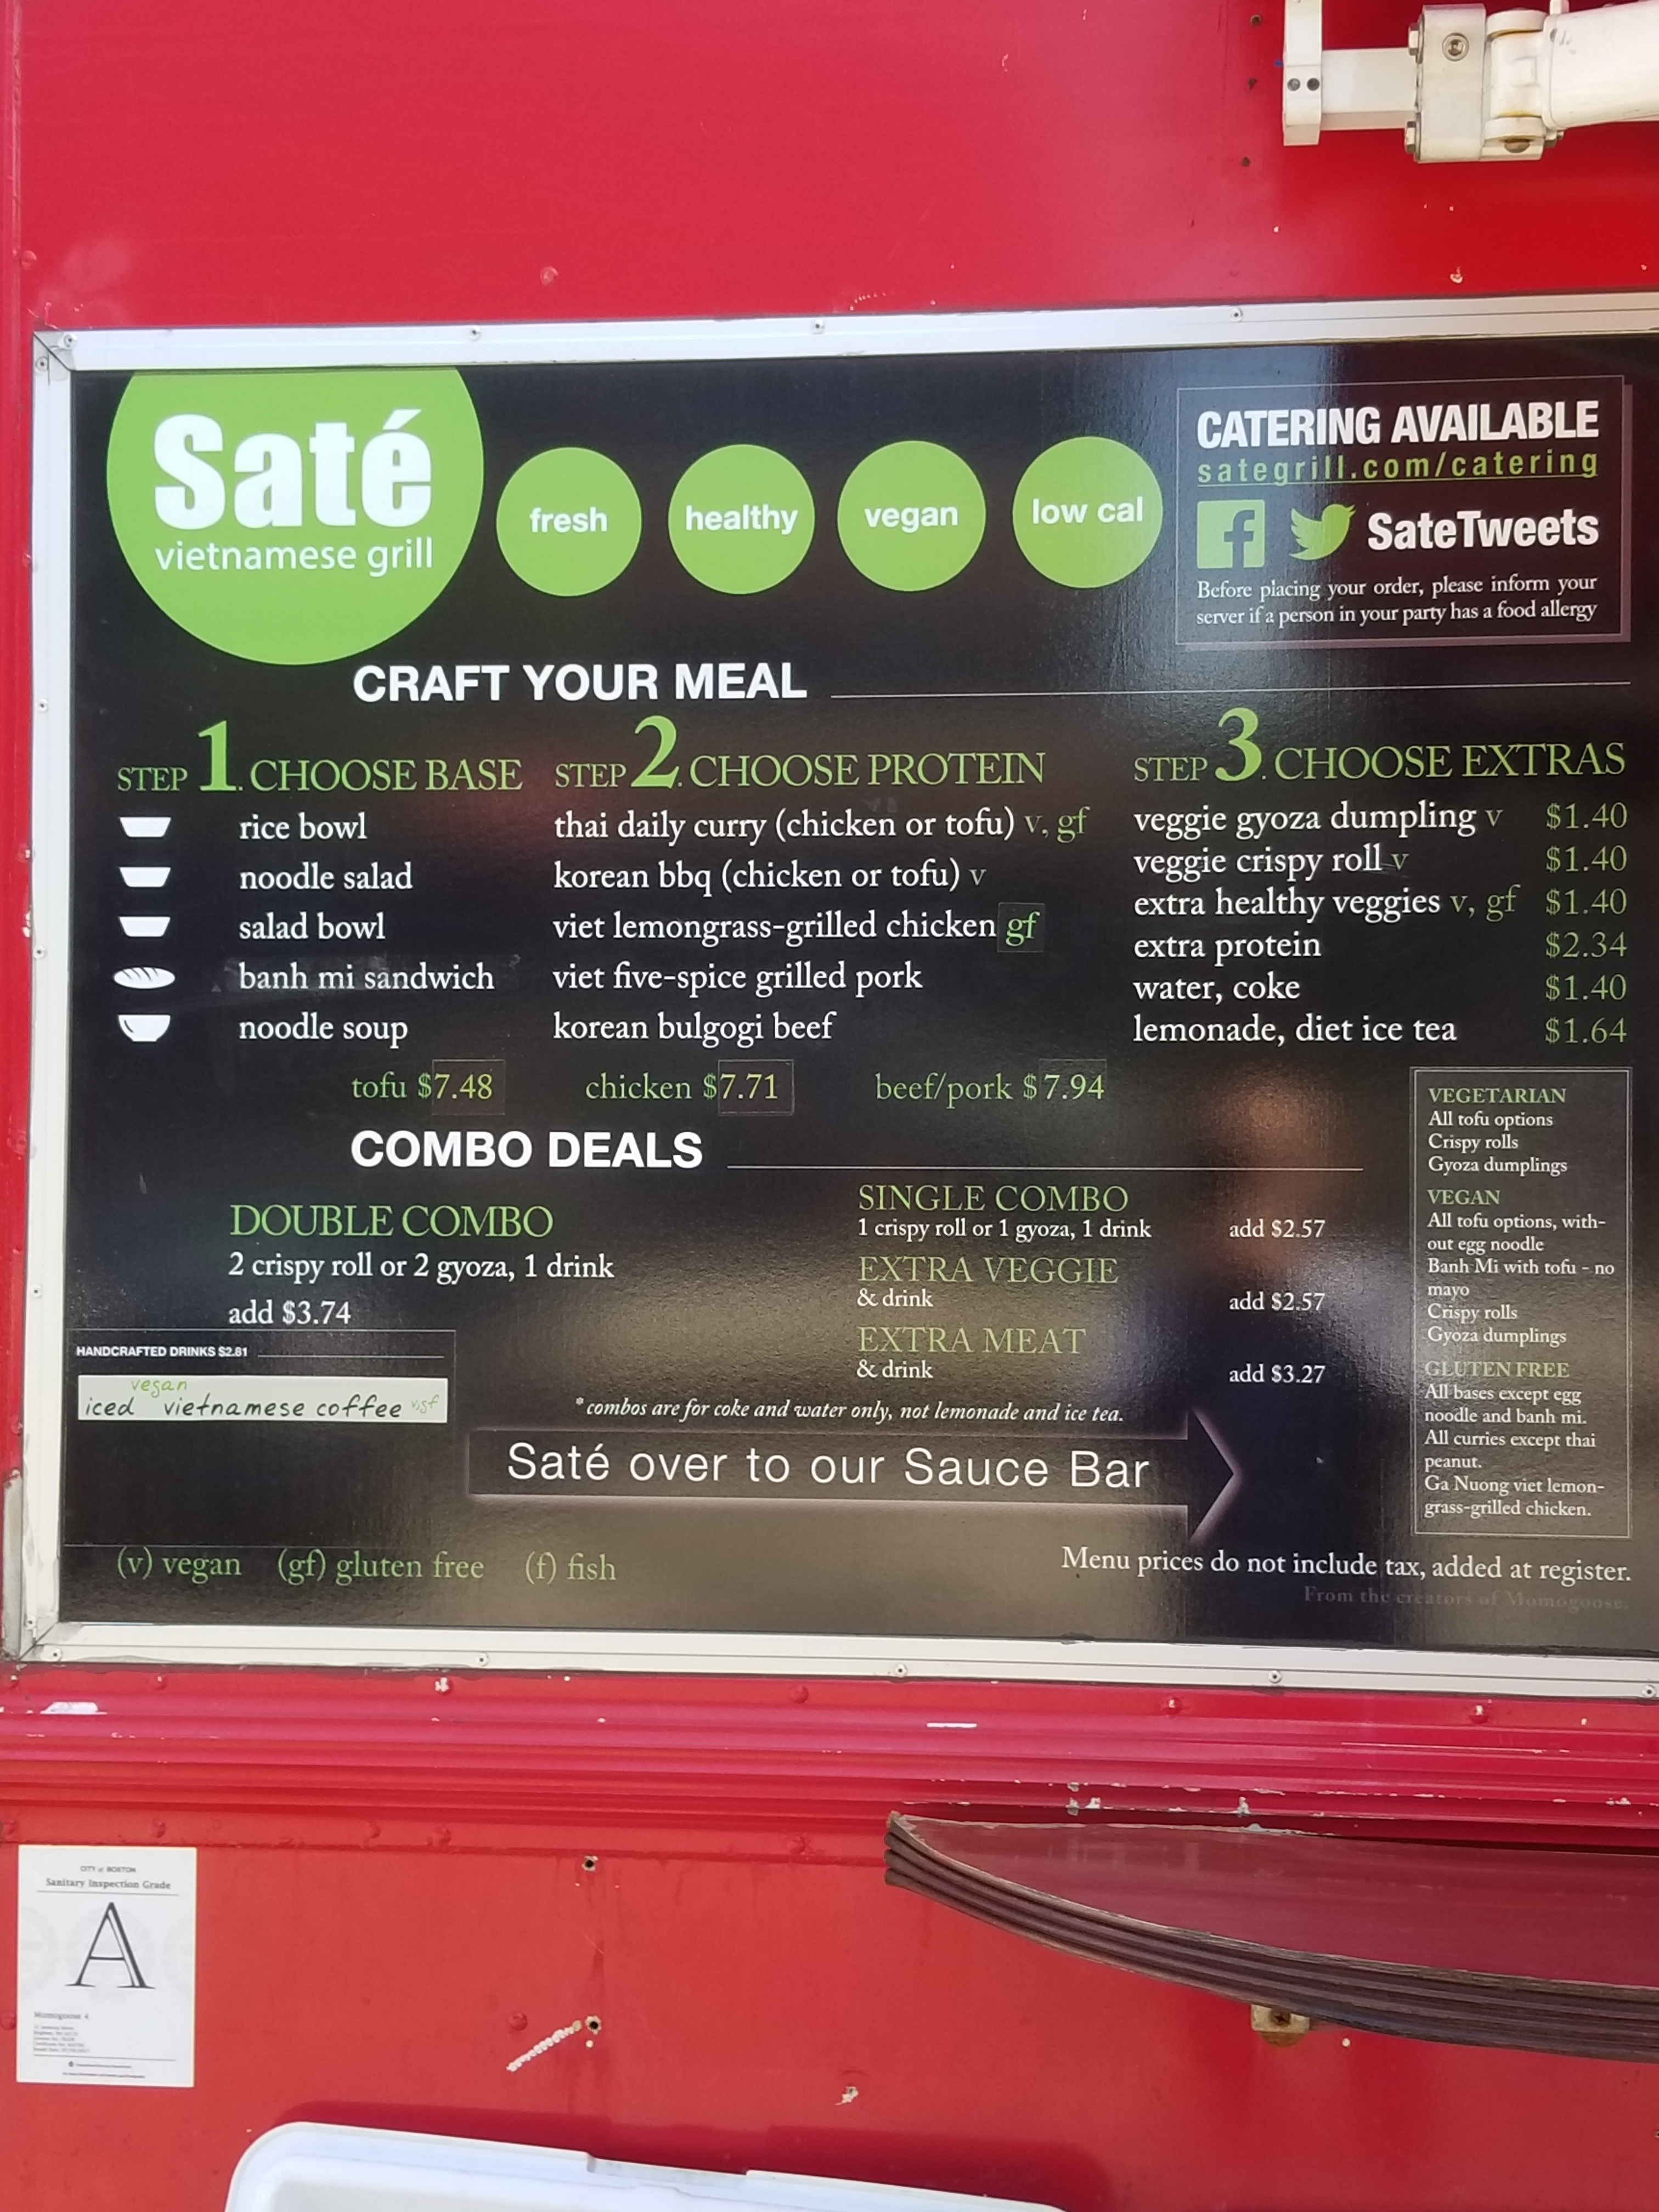 Saté
vietnamese grill
fresh
healthy
vegan
low cal
CATERING AVAILABLE
sategrill.com/catering
SateTweets
Before placing your order, please inform your
server if a person in your party has a food allergy
CRAFT YOUR MEAL
STEP 1. CHOOSE BASE
rice bowl
noodle salad
salad bowl
banh mi sandwich
noodle soup
STEP 2. CHOOSE PROTEIN
thai daily curry (chicken or tofu) v, gf
korean bbq (chicken or tofu) v
viet lemongrass-grilled chicken gf
viet five-spice grilled pork
korean bulgogi beef
STEP 3. CHOOSE EXTRAS
veggie gyoza dumpling v $1.40
veggie crispy roll v $1.40
extra healthy veggies v, gf $1.40
extra protein $2.34
water, coke $1.40
lemonade, diet ice tea $1.64
tofu $7.48 chicken $7.71 beef/pork $7.94
COMBO DEALS
DOUBLE COMBO
2 crispy roll or 2 gyoza, 1 drink
add $3.74
SINGLE COMBO
1 crispy roll or 1 gyoza, 1 drink add $2.57
EXTRA VEGGIE
& drink add $2.57
EXTRA MEAT
& drink add $3.27
*combos are for coke and water only, not lemonade and ice tea.
HANDCRAFTED DRINKS $2.81
vegan
iced vietnamese coffee v,gf
Saté over to our Sauce Bar
VEGETARIAN
All tofu options
Crispy rolls
Gyoza dumplings
VEGAN
All tofu options, with-
out egg noodle
Banh Mi with tofu - no
mayo
Crispy rolls
Gyoza dumplings
GLUTEN FREE
All bases except egg
noodle and banh mi.
All curries except thai
peanut.
Ga Nuong viet lemon-
grass-grilled chicken.
(v) vegan (gf) gluten free (f) fish
Menu prices do not include tax, added at register.
From the creators of Momogoose.
CITY of BOSTON
Sanitary Inspection Grade
A
Momogoose 4